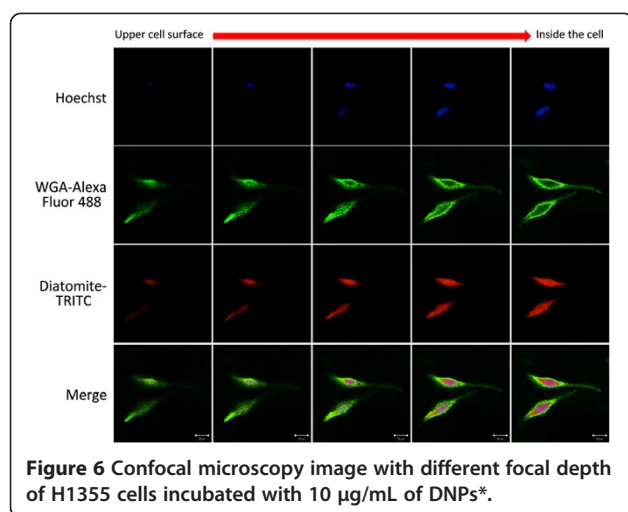 Upper cell surface Inside the cell
Hoechst
WGA-Alexa
Fluor 488
Diatomite-
TRITC
Merge
Figure 6 Confocal microscopy image with different focal depth
of H1355 cells incubated with 10 μg/mL of DNPs*.